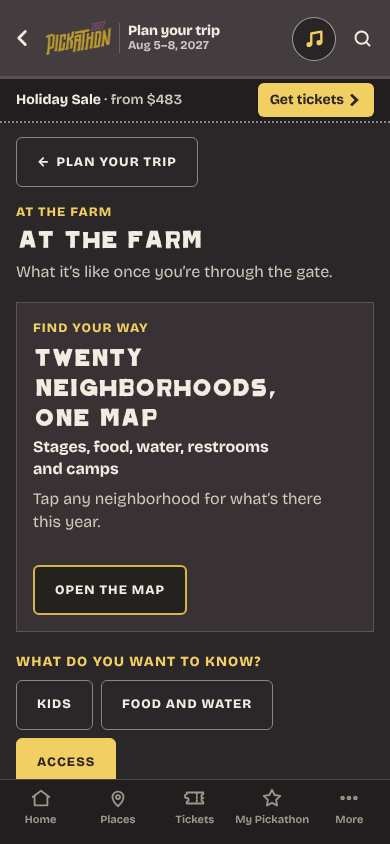 PICKATHON
Plan your trip
Aug 5–8, 2027
Holiday Sale · from $483
Get tickets
← PLAN YOUR TRIP
AT THE FARM
AT THE FARM
What it's like once you're through the gate.
FIND YOUR WAY
TWENTY
NEIGHBORHOODS,
ONE MAP
Stages, food, water, restrooms
and camps
Tap any neighborhood for what's there
this year.
OPEN THE MAP
WHAT DO YOU WANT TO KNOW?
KIDS
FOOD AND WATER
ACCESS
Home
Places
Tickets
My Pickathon
More